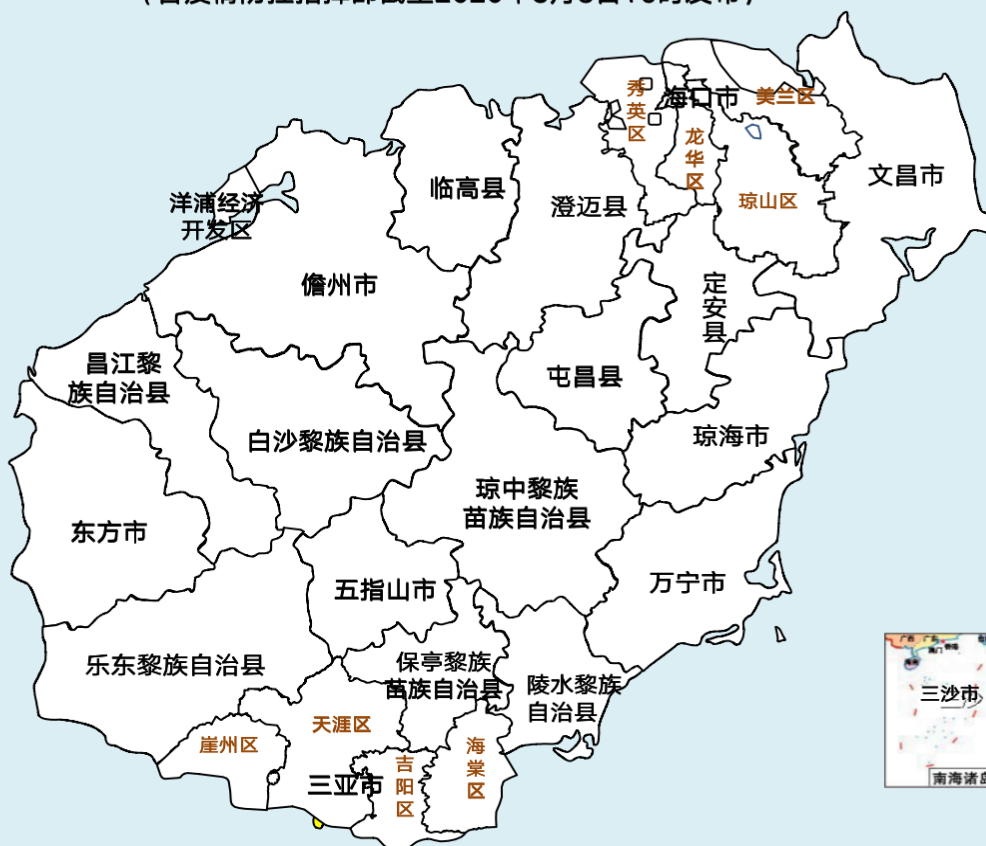 秀英区
海口市
美兰区
龙华区
琼山区
文昌市
临高县
澄迈县
洋浦经济
开发区
儋州市
定安县
昌江黎
族自治县
屯昌县
白沙黎族自治县
琼海市
琼中黎族
苗族自治县
东方市
五指山市
万宁市
乐东黎族自治县
保亭黎族
苗族自治县
陵水黎族
自治县
天涯区
崖州区
海棠区
三亚市
吉阳区
广西
广东
澳门
三沙市
南海诸岛